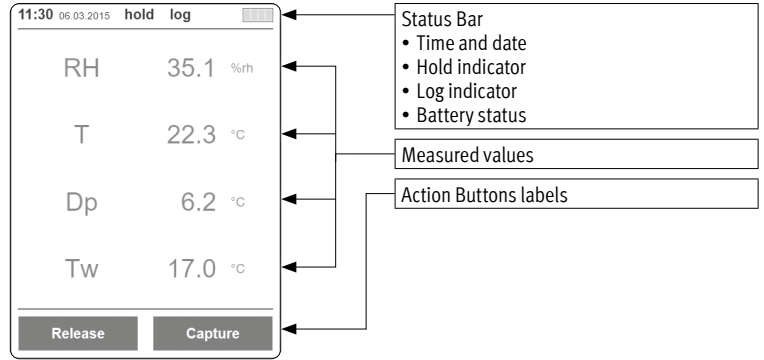 11:30 06.03.2015 hold log
RH 35.1 %rh
T 22.3 °C
Dp 6.2 °C
Tw 17.0 °C
Release Capture
Status Bar
• Time and date
• Hold indicator
• Log indicator
• Battery status
Measured values
Action Buttons labels